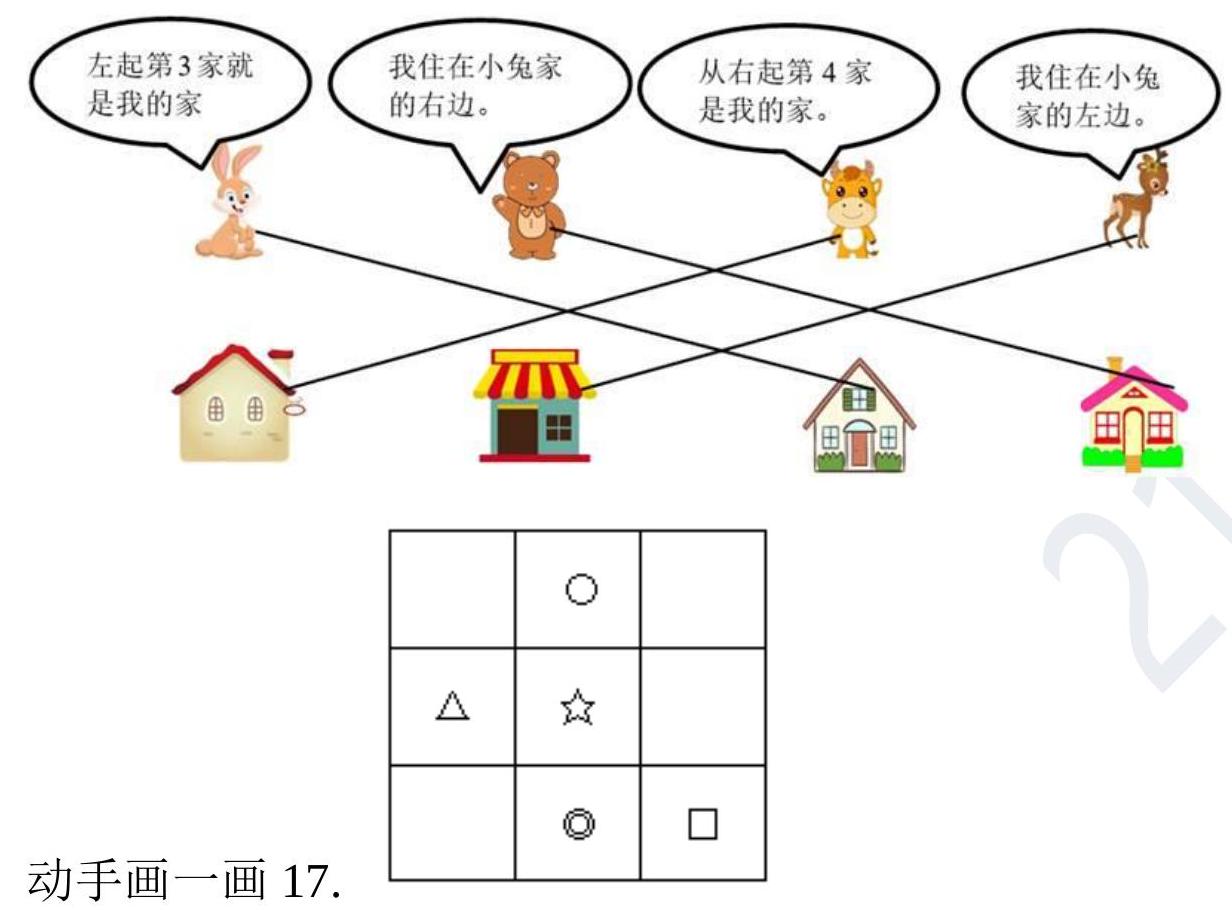 左起第3家就
是我的家
我住在小兔家
的右边。
从右起第 4 家
是我的家。
我住在小兔
家的左边。
动手画一画 17.
21